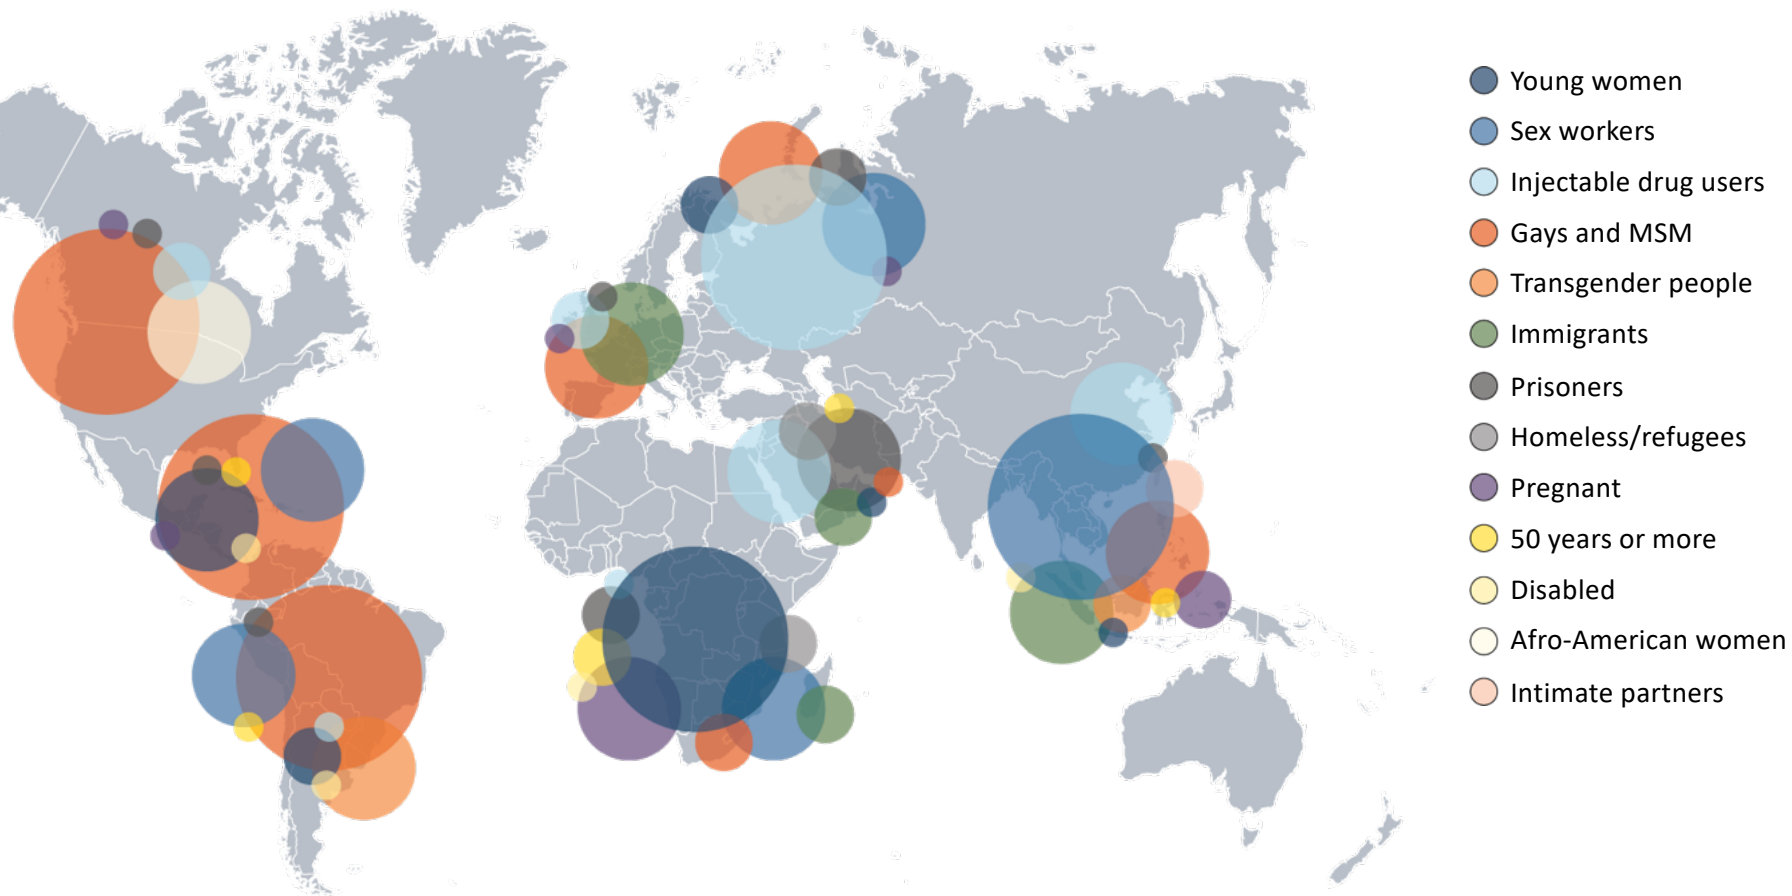 Young women
Sex workers
Injectable drug users
Gays and MSM
Transgender people
Immigrants
Prisoners
Homeless/refugees
Pregnant
50 years or more
Disabled
Afro-American women
Intimate partners